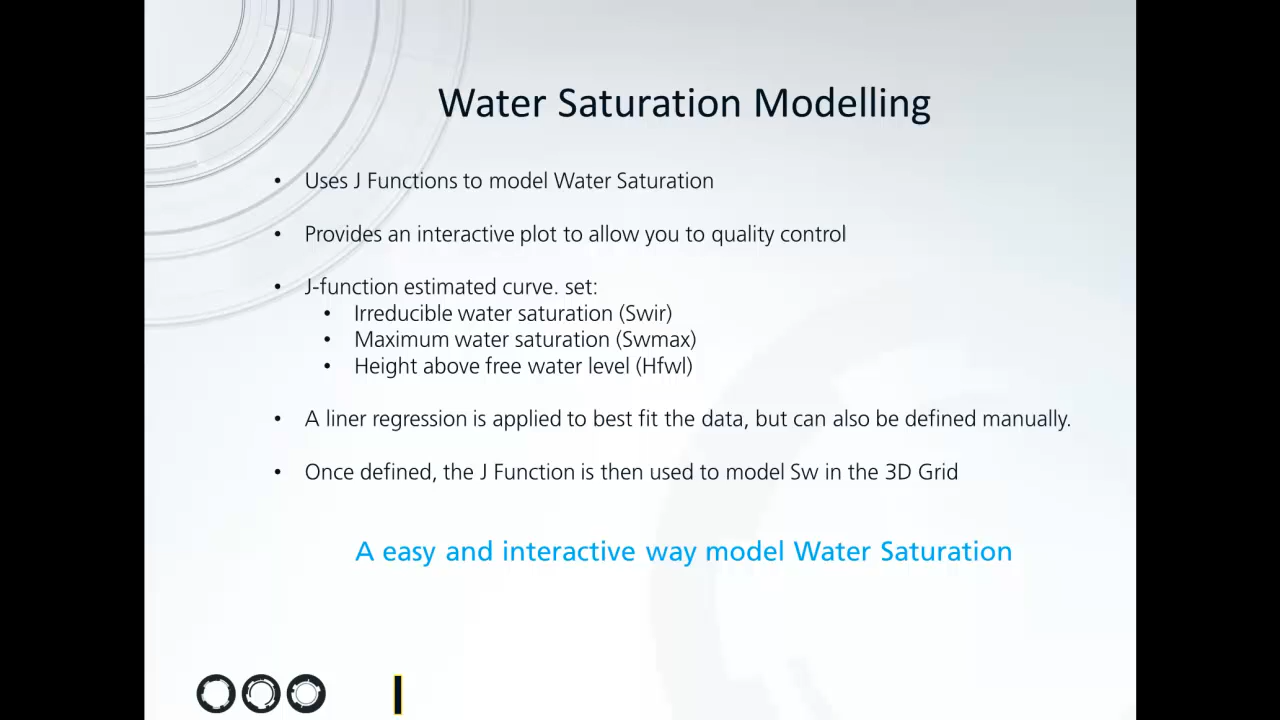 Water Saturation Modelling
• Uses J Functions to model Water Saturation
• Provides an interactive plot to allow you to quality control
• J-function estimated curve. set:
• Irreducible water saturation (Swir)
• Maximum water saturation (Swmax)
• Height above free water level (Hfwl)
• A liner regression is applied to best fit the data, but can also be defined manually.
• Once defined, the J Function is then used to model Sw in the 3D Grid
A easy and interactive way model Water Saturation